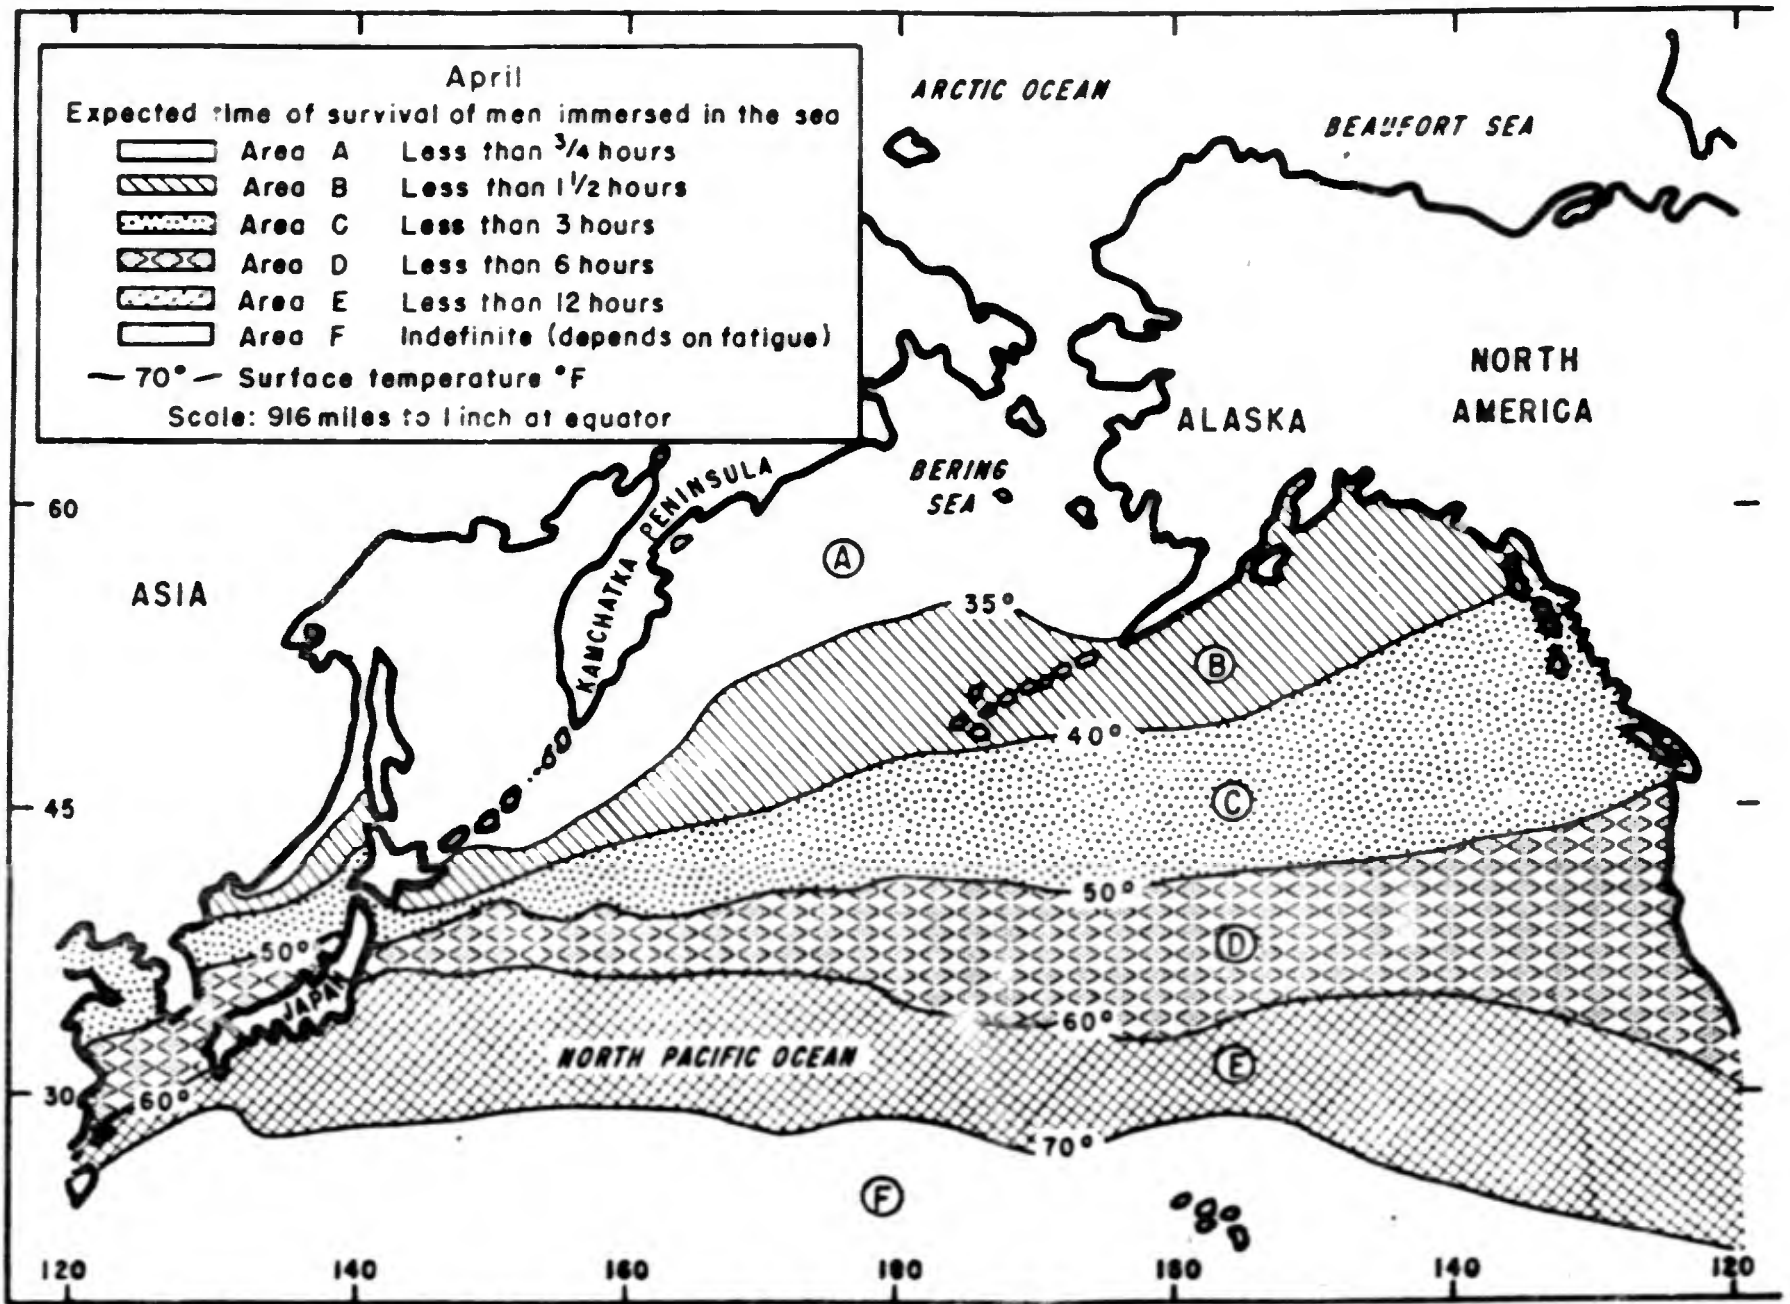 April
Expected time of survival of men immersed in the sea
Area A Less than 3/4 hours
Area B Less than 1 1/2 hours
Area C Less than 3 hours
Area D Less than 6 hours
Area E Less than 12 hours
Area F Indefinite (depends on fatigue)
— 70° — Surface temperature °F
Scale: 916 miles to 1 inch at equator
ARCTIC OCEAN
BEAUFORT SEA
NORTH
AMERICA
ALASKA
BERING
SEA
KAMCHATKA PENINSULA
ASIA
60
A
35°
B
40°
45
C
50°
50°
D
JAPAN
60°
NORTH PACIFIC OCEAN
E
30
60°
70°
F
120 140 160 180 160 140 120